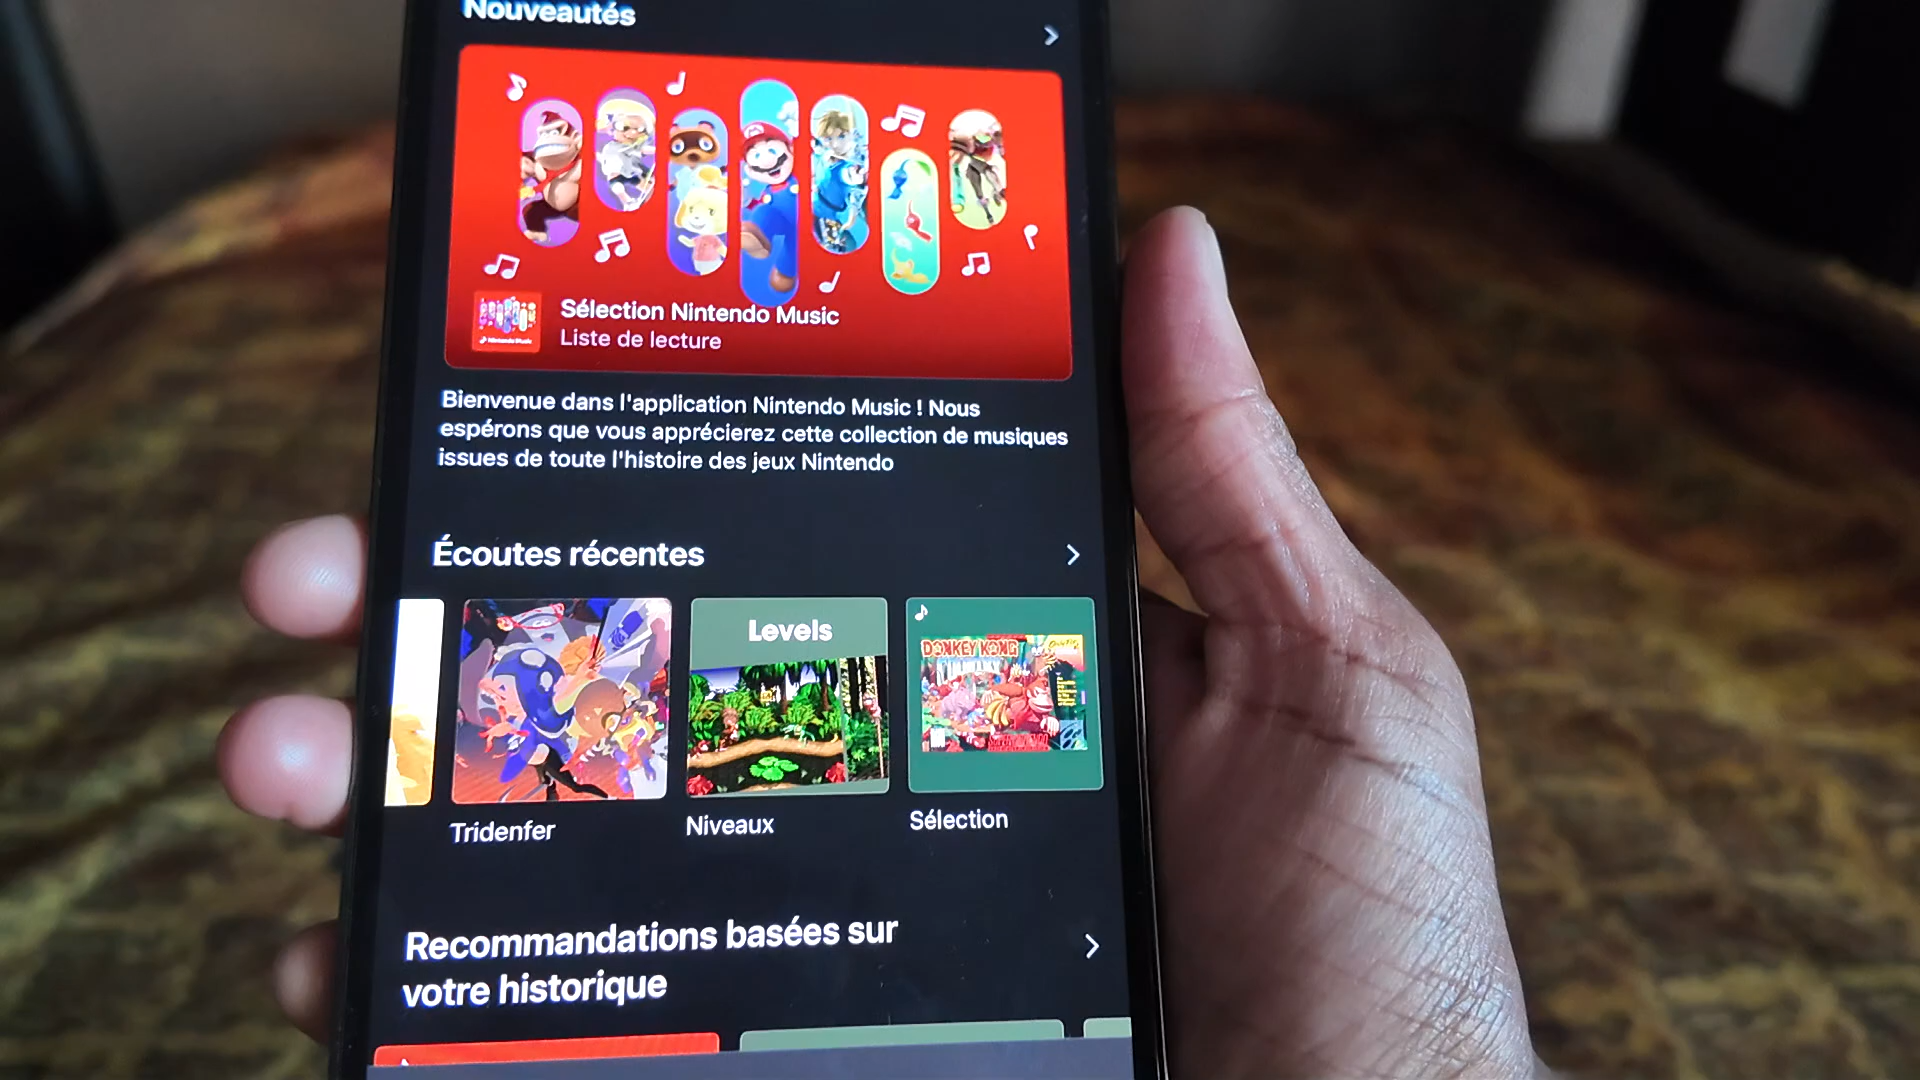 Nouveautés
Sélection Nintendo Music
Liste de lecture
Bienvenue dans l'application Nintendo Music ! Nous
espérons que vous apprécierez cette collection de musiques
issues de toute l'histoire des jeux Nintendo
Écoutes récentes
Levels
DONKEY KONG
Tridenfer
Niveaux
Sélection
Recommandations basées sur
votre historique